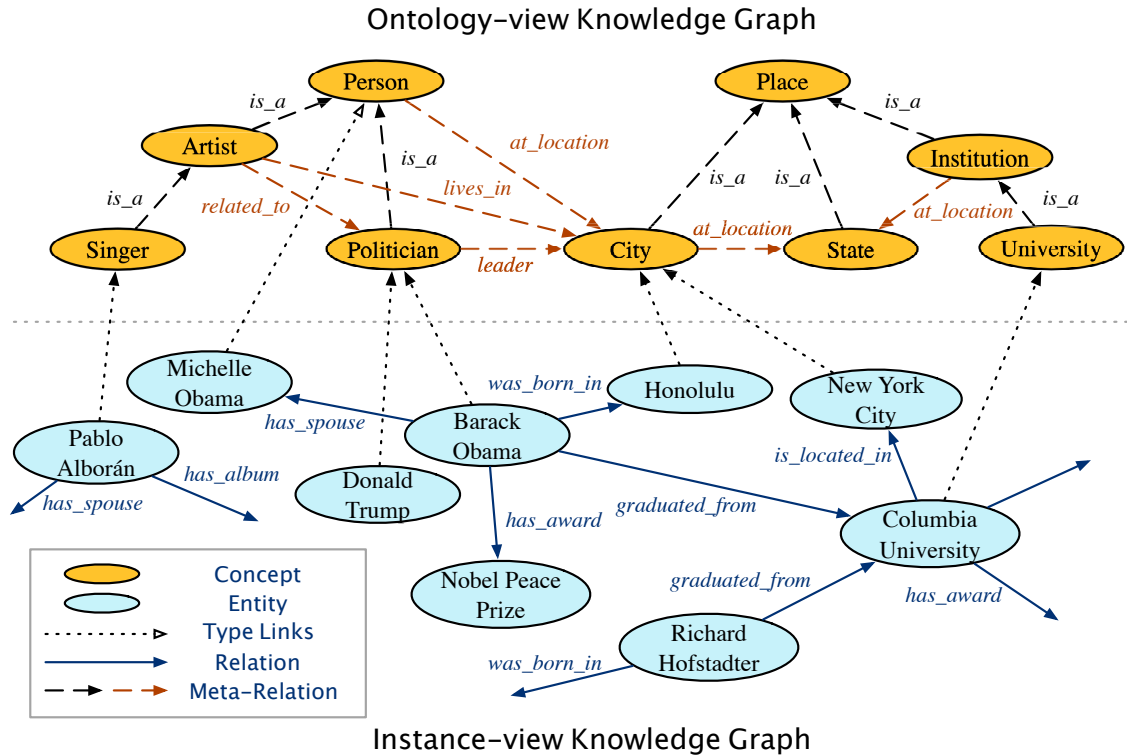 Ontology-view Knowledge Graph
Person
Place
is_a
is_a
Artist
at_location
Institution
is_a
is_a
is_a
lives_in
is_a
related_to
at_location
is_a
at_location
Singer
Politician
leader
City
State
University
Michelle
Obama
was_born_in
Honolulu
New York
City
has_spouse
Barack
Obama
Pablo
Alborán
has_album
has_spouse
is_located_in
Donald
Trump
graduated_from
has_award
Columbia
University
Nobel Peace
Prize
graduated_from
has_award
Richard
Hofstadter
was_born_in
Concept
Entity
Type Links
Relation
Meta-Relation
Instance-view Knowledge Graph